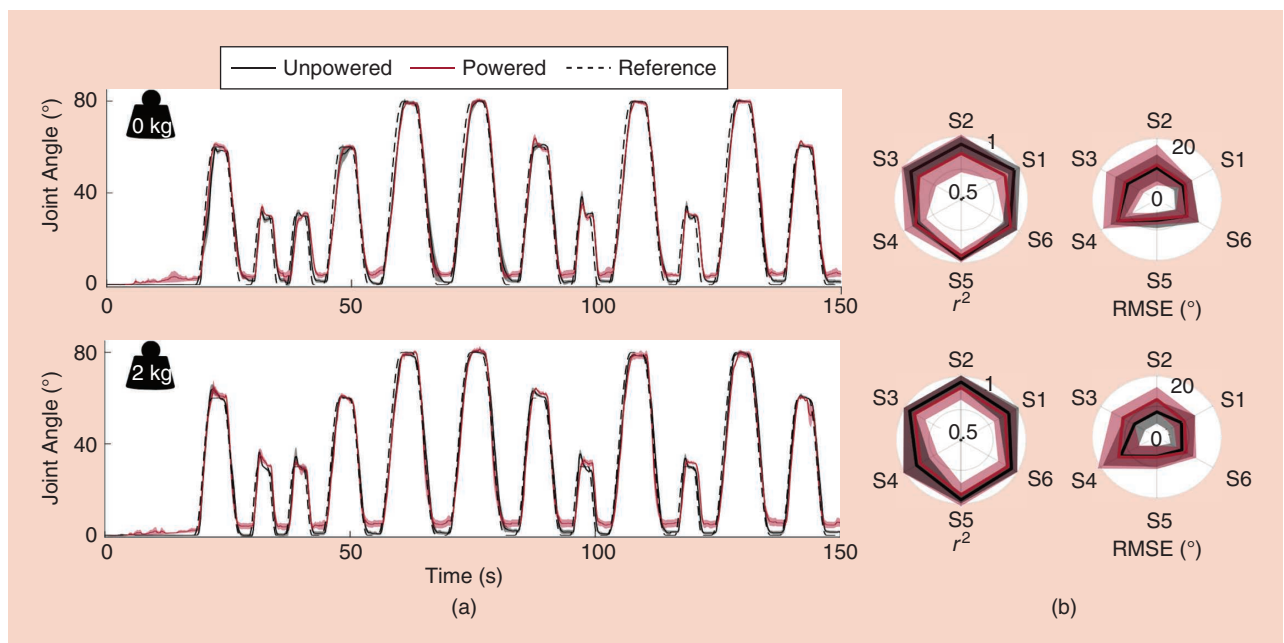 Unpowered Powered Reference
80
40
0
Joint Angle (°)
0 kg
50
100
150
S2
S3
1
S1
0.5
S4
S6
S5
r²
S2
S3
20
S1
0
S4
S6
S5
RMSE (°)
80
40
0
Joint Angle (°)
2 kg
0
50
100
150
Time (s)
(a)
S2
S3
1
S1
0.5
S4
S6
S5
r²
S2
S3
20
S1
0
S4
S6
S5
RMSE (°)
(b)